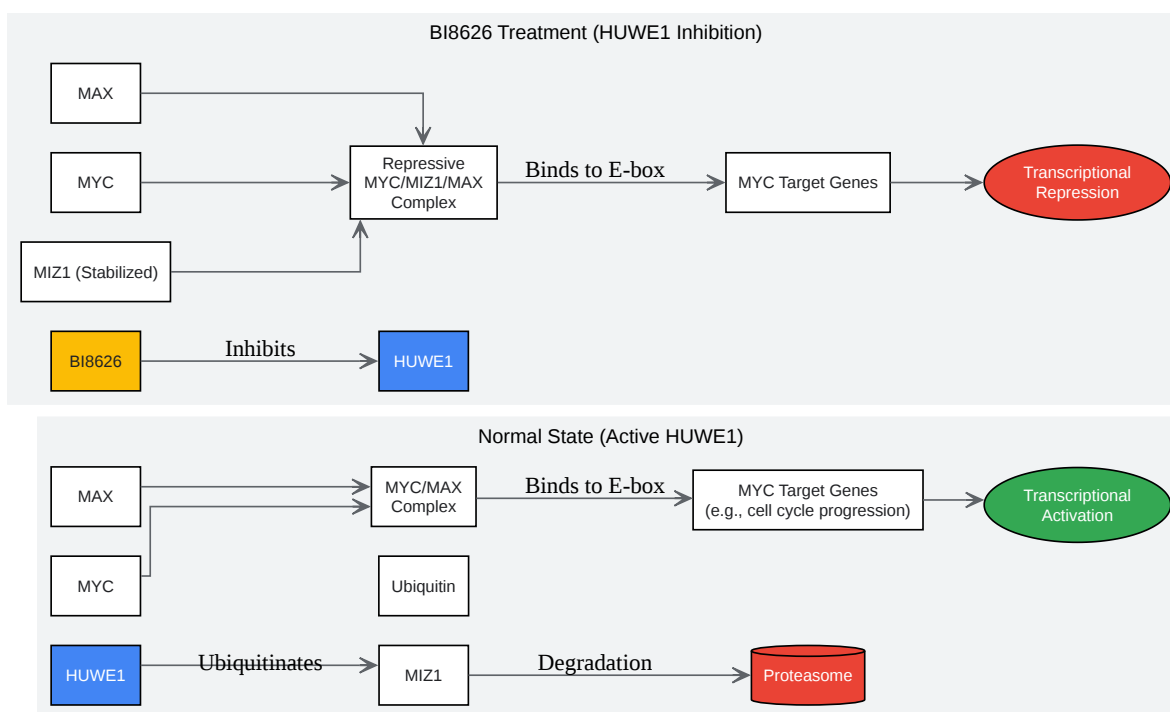 BI8626 Treatment (HUWE1 Inhibition)
MAX
MYC
MIZ1 (Stabilized)
Repressive
MYC/MIZ1/MAX
Complex
Binds to E-box
MYC Target Genes
Transcriptional
Repression
BI8626
Inhibits
HUWE1
Normal State (Active HUWE1)
MAX
MYC
MYC/MAX
Complex
Binds to E-box
MYC Target Genes
(e.g., cell cycle progression)
Transcriptional
Activation
Ubiquitin
HUWE1
Ubiquitinates
MIZ1
Degradation
Proteasome